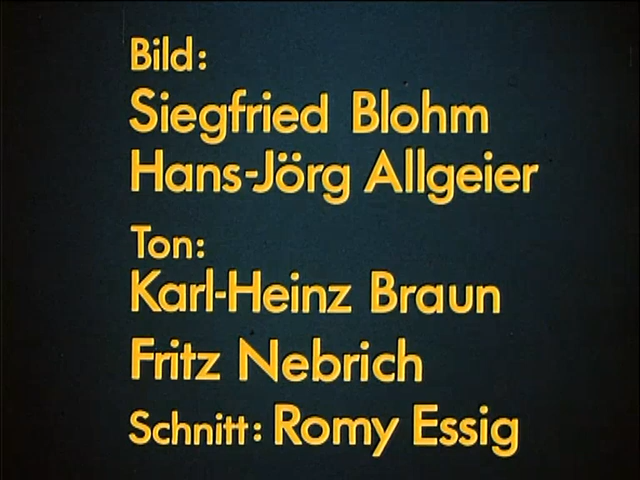 Bild:
Siegfried Blohm
Hans-Jörg Allgeier
Ton:
Karl-Heinz Braun
Fritz Nebrich
Schnitt: Romy Essig